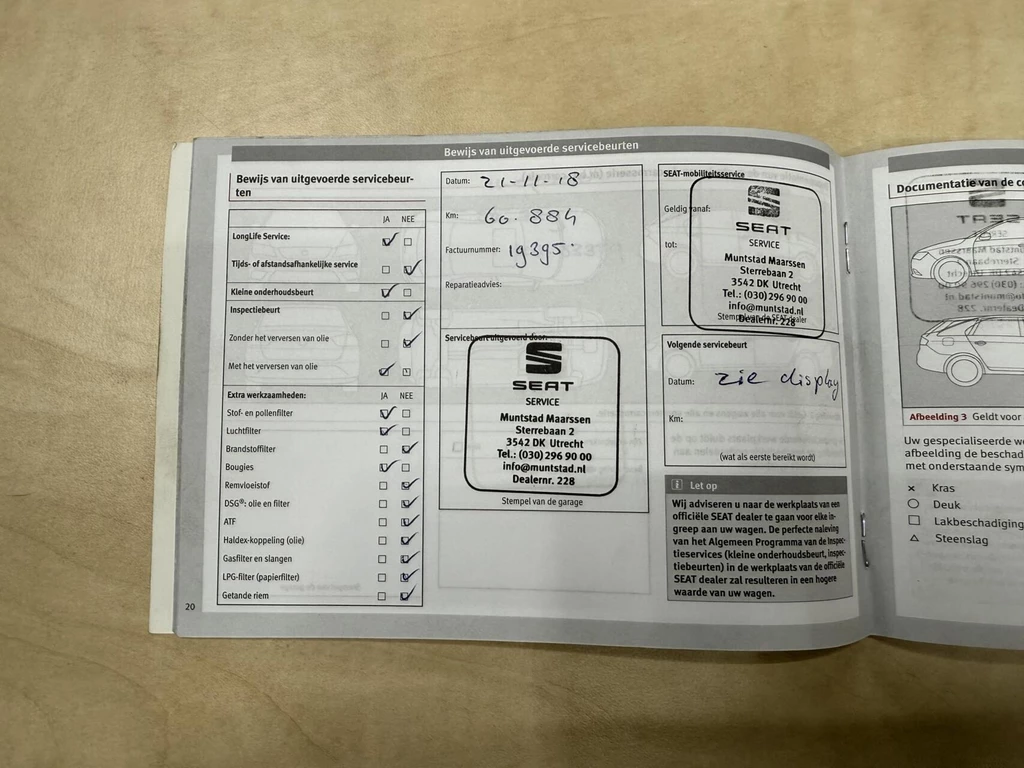 Bewijs van uitgevoerde servicebeurten
Bewijs van uitgevoerde servicebeur-
ten
JA NEE
LongLife Service:
Tijds- of afstandsafhankelijke service
Kleine onderhoudsbeurt
Inspectiebeurt
Zonder het verversen van olie
Met het verversen van olie
Extra werkzaamheden: JA NEE
Stof- en pollenfilter
Luchtfilter
Brandstoffilter
Bougies
Remvloeistof
DSG®: olie en filter
ATF
Haldex-koppeling (olie)
Gasfilter en slangen
LPG-filter (papierfilter)
Getande riem
20
Datum: 21-11-18
Km: 60.884
Factuurnummer: 19395
Reparatieadvies:
Servicebeurt uitgevoerd door:
SEAT
SERVICE
Muntstad Maarssen
Sterrebaan 2
3542 DK Utrecht
Tel.: (030) 296 90 00
info@muntstad.nl
Dealernr. 228
Stempel van de garage
SEAT-mobiliteitsservice
Geldig vanaf:
tot:
SEAT
SERVICE
Muntstad Maarssen
Sterrebaan 2
3542 DK Utrecht
Tel.: (030) 296 90 00
info@muntstad.nl
Dealernr. 228
Stempel van de SEAT dealer
Volgende servicebeurt
Datum: zie display
Km:
(wat als eerste bereikt wordt)
i Let op
Wij adviseren u naar de werkplaats van een
officiële SEAT dealer te gaan voor elke in-
greep aan uw wagen. De perfecte naleving
van het Algemeen Programma van de Inspec-
tieservices (kleine onderhoudsbeurt, inspec-
tiebeurten) in de werkplaats van de officiële
SEAT dealer zal resulteren in een hogere
waarde van uw wagen.
Documentatie van de c
Afbeelding 3 Geldt voor
Uw gespecialiseerde w
afbeelding de beschad
met onderstaande sym
× Kras
○ Deuk
□ Lakbeschadiging
△ Steenslag